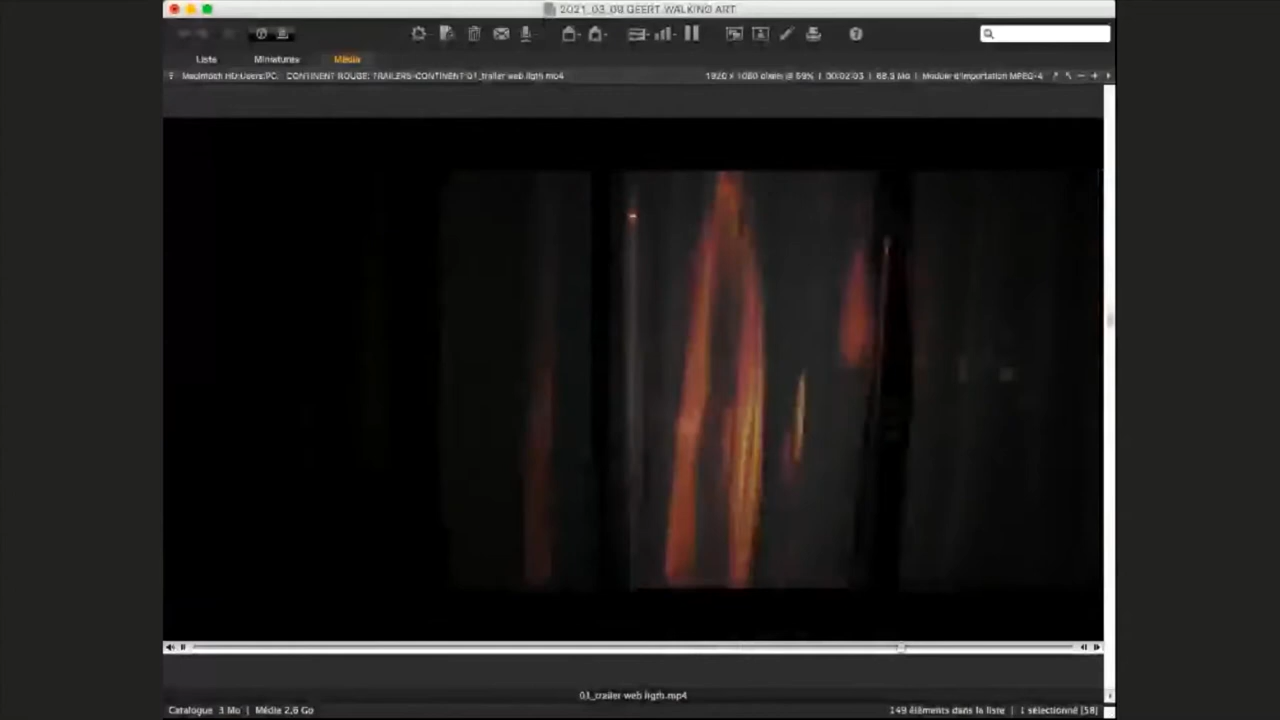 2021_03_09 GEERT WALKING ART
Liste
Miniatures
Média
Macintosh HD:Users:PC: CONTINENT ROUGE: TRAILERS-CONTINENT:01_trailer web ligth.mp4
1920 x 1080 pixels @ 59% | 00:02:03 | 68,3 Mo | Module d'importation MPEG-4
01_trailer web ligth.mp4
Catalogue 3 Mo | Média 2,6 Go
149 éléments dans la liste | 1 sélectionné [58]